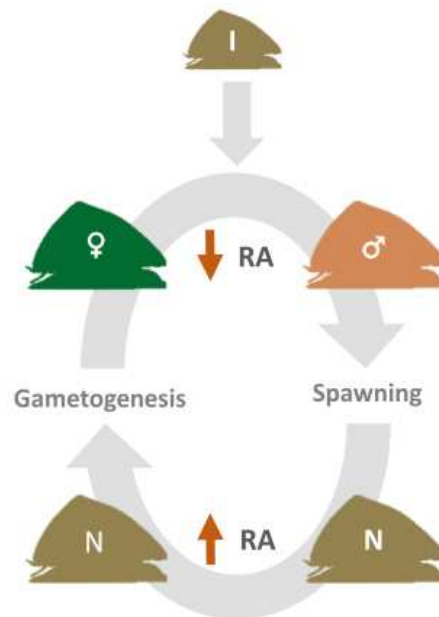 I
♀
♂
RA
Gametogenesis
Spawning
N
RA
N